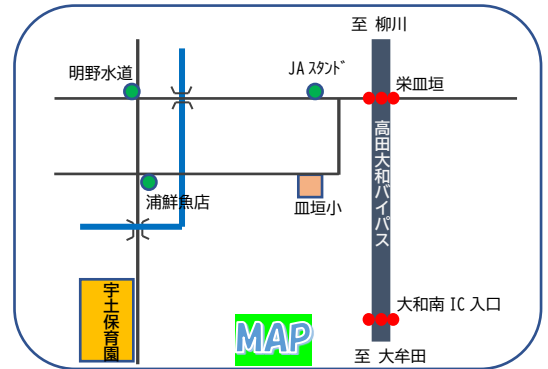 至 柳川
明野水道
JAスタンド
栄皿垣
高田大和バイパス
浦鮮魚店
皿垣小
宇土保育園
大和南 IC 入口
MAP
至 大牟田